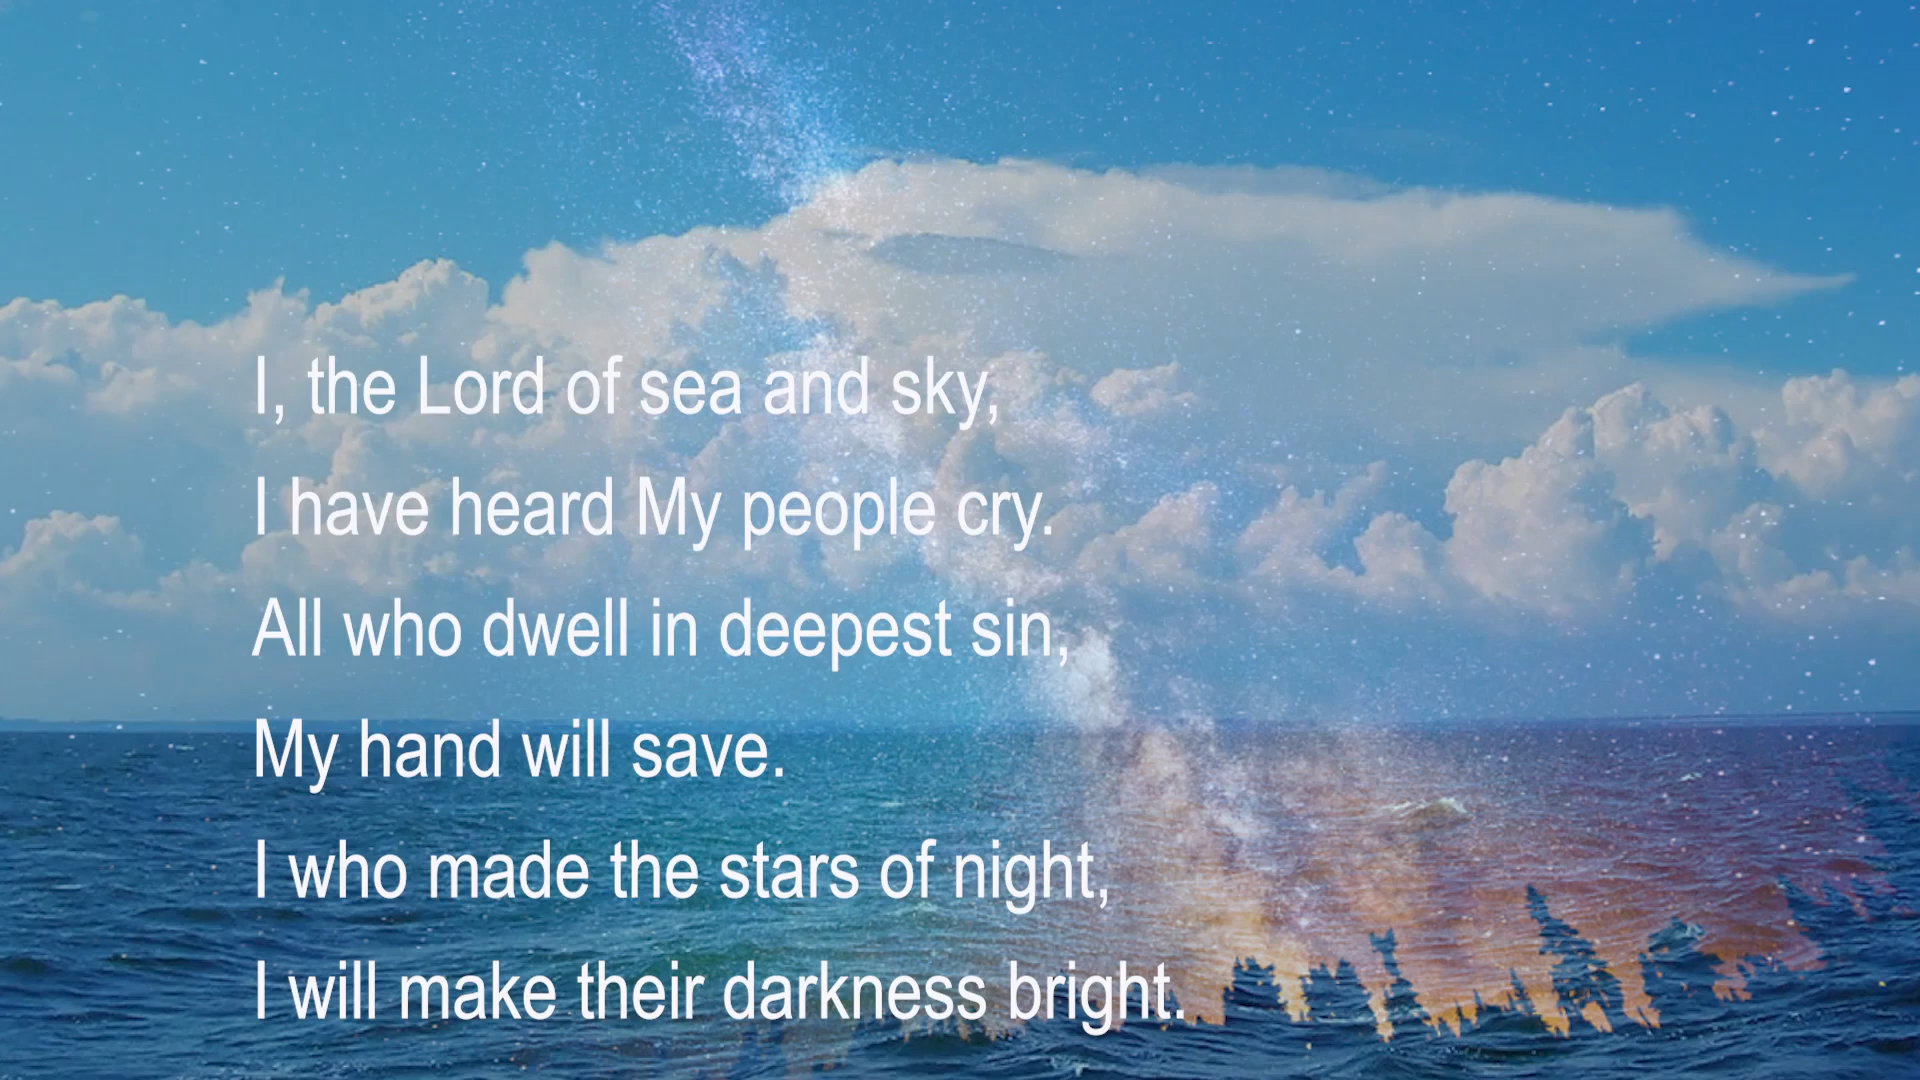 I, the Lord of sea and sky,
I have heard My people cry.
All who dwell in deepest sin,
My hand will save.
I who made the stars of night,
I will make their darkness bright.